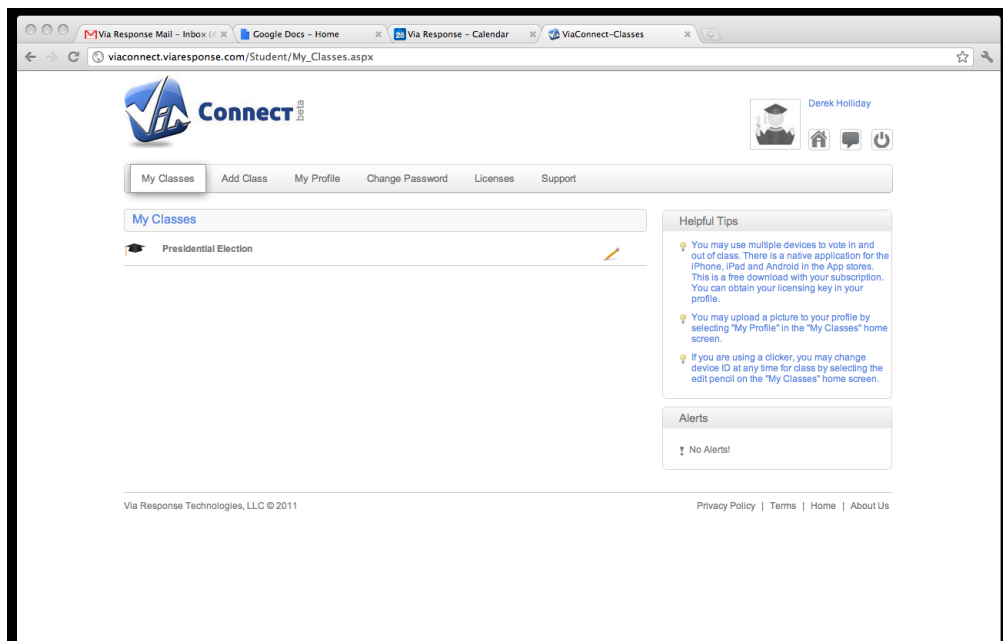 Via Response Mail – Inbox (4
Google Docs – Home
26 Via Response – Calendar
ViaConnect–Classes
viaconnect.viaresponse.com/Student/My_Classes.aspx
Via Connect beta
Derek Holliday
My Classes Add Class My Profile Change Password Licenses Support
My Classes
Presidential Election
Helpful Tips
You may use multiple devices to vote in and
out of class. There is a native application for the
iPhone, iPad and Android in the App stores.
This is a free download with your subscription.
You can obtain your licensing key in your
profile.
You may upload a picture to your profile by
selecting "My Profile" in the "My Classes" home
screen.
If you are using a clicker, you may change
device ID at any time for class by selecting the
edit pencil on the "My Classes" home screen.
Alerts
No Alerts!
Via Response Technologies, LLC © 2011
Privacy Policy | Terms | Home | About Us